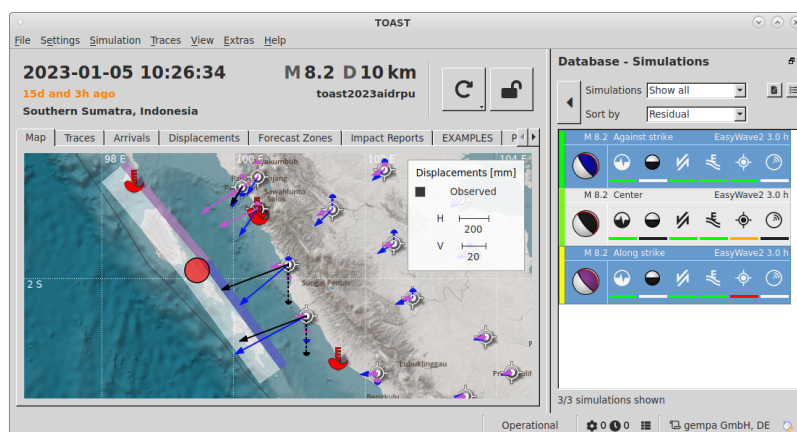 TOAST
File Settings Simulation Traces View Extras Help
2023-01-05 10:26:34
M 8.2 D 10 km
15d and 3h ago
toast2023aidrpu
Southern Sumatra, Indonesia
Map Traces Arrivals Displacements Forecast Zones Impact Reports EXAMPLES
98 E 100 E 104 E
2 S
Sawahlunto
Solok
Sungai Penuh
Lubuklinggau
Bengkulu
Displacements [mm]
Observed
H
200
V
20
Database - Simulations
Simulations Show all
Sort by Residual
M 8.2 Against strike EasyWave2 3.0 h
M 8.2 Center EasyWave2 3.0 h
M 8.2 Along strike EasyWave2 3.0 h
3/3 simulations shown
Operational 0 0 gempa GmbH, DE